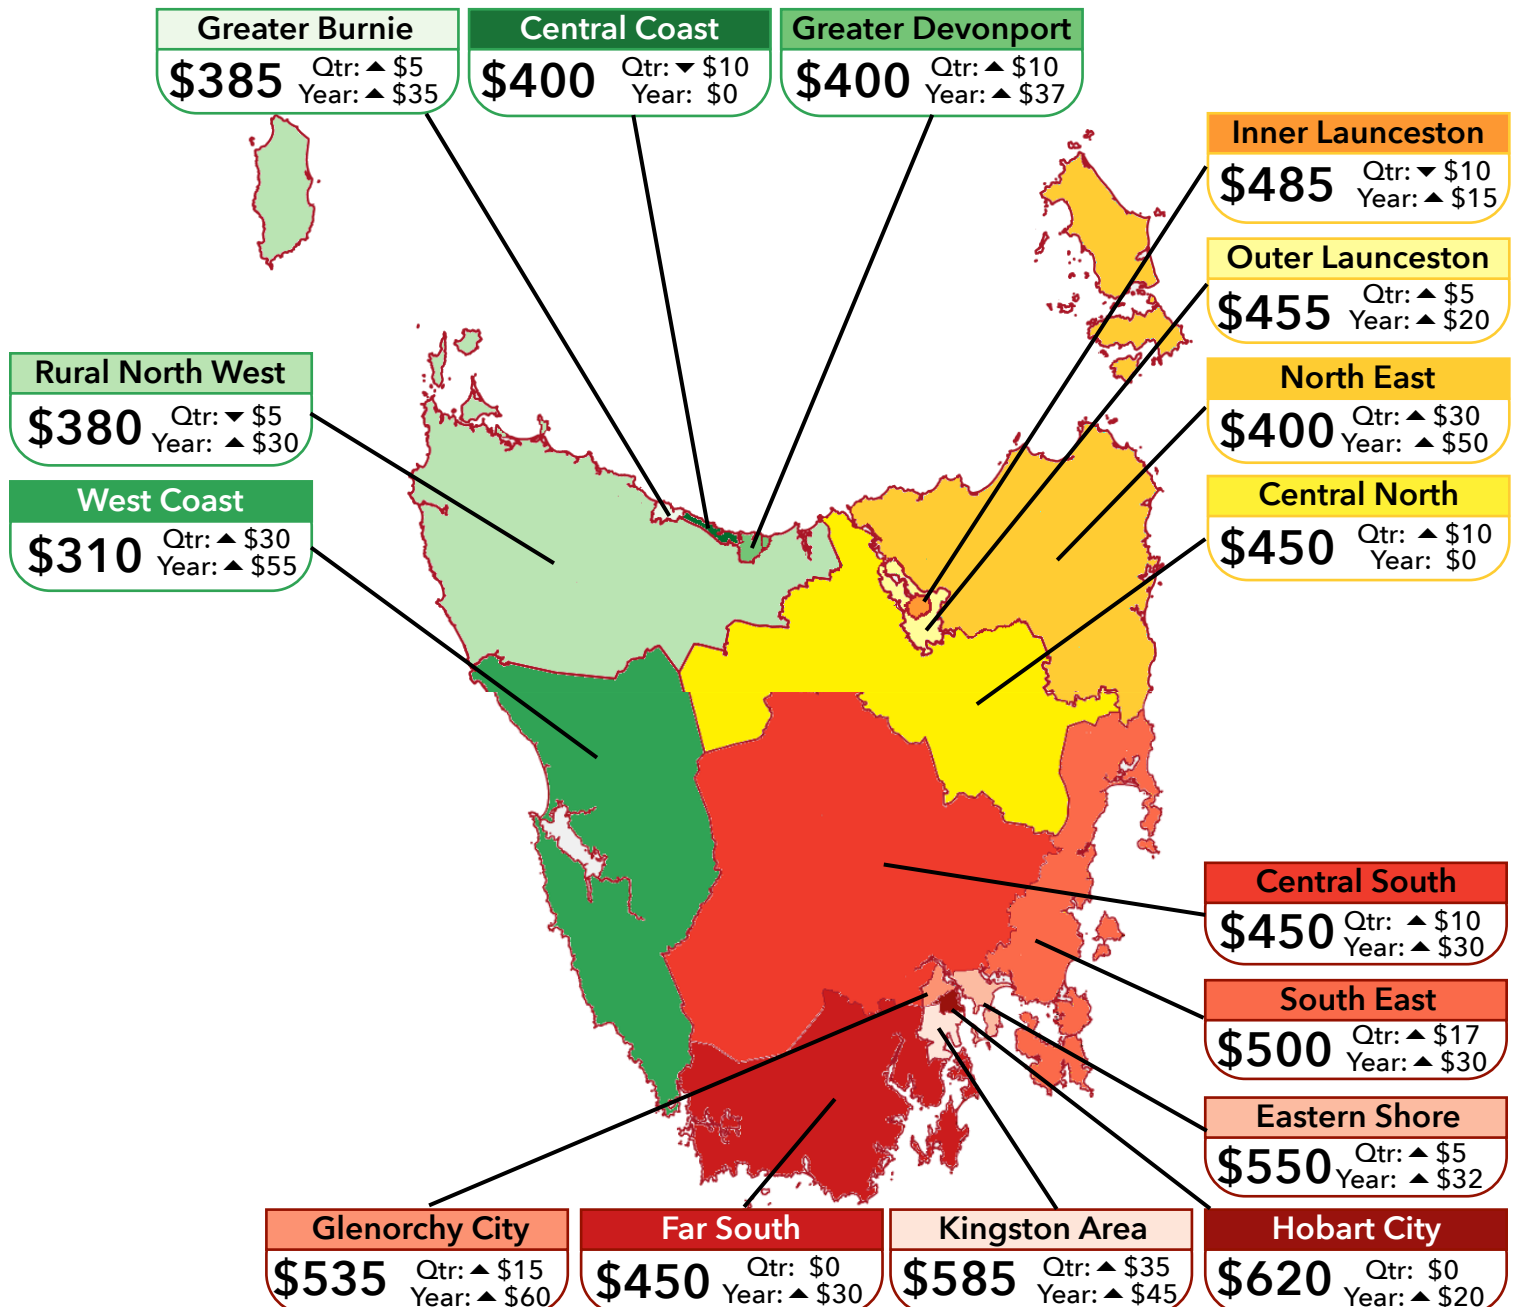 Greater Burnie
$385 Qtr: ▲ $5
Year: ▲ $35
Central Coast
$400 Qtr: ▼ $10
Year: $0
Greater Devonport
$400 Qtr: ▲ $10
Year: ▲ $37
Inner Launceston
$485 Qtr: ▼ $10
Year: ▲ $15
Outer Launceston
$455 Qtr: ▲ $5
Year: ▲ $20
Rural North West
$380 Qtr: ▼ $5
Year: ▲ $30
North East
$400 Qtr: ▲ $30
Year: ▲ $50
West Coast
$310 Qtr: ▲ $30
Year: ▲ $55
Central North
$450 Qtr: ▲ $10
Year: $0
Central South
$450 Qtr: ▲ $10
Year: ▲ $30
South East
$500 Qtr: ▲ $17
Year: ▲ $30
Eastern Shore
$550 Qtr: ▲ $5
Year: ▲ $32
Glenorchy City
$535 Qtr: ▲ $15
Year: ▲ $60
Far South
$450 Qtr: $0
Year: ▲ $30
Kingston Area
$585 Qtr: ▲ $35
Year: ▲ $45
Hobart City
$620 Qtr: $0
Year: ▲ $20